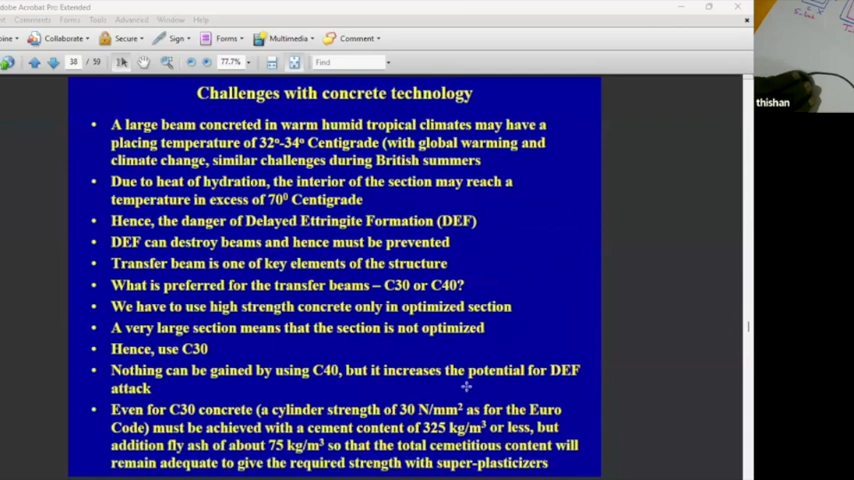 Adobe Acrobat Pro Extended
Comments Forms Tools Advanced Window Help
Collaborate Secure Sign Forms Multimedia Comment
38 / 59 77.7% Find
Challenges with concrete technology
• A large beam concreted in warm humid tropical climates may have a
placing temperature of 32º-34º Centigrade (with global warming and
climate change, similar challenges during British summers
• Due to heat of hydration, the interior of the section may reach a
temperature in excess of 70⁰ Centigrade
• Hence, the danger of Delayed Ettringite Formation (DEF)
• DEF can destroy beams and hence must be prevented
• Transfer beam is one of key elements of the structure
• What is preferred for the transfer beams – C30 or C40?
• We have to use high strength concrete only in optimized section
• A very large section means that the section is not optimized
• Hence, use C30
• Nothing can be gained by using C40, but it increases the potential for DEF
attack
• Even for C30 concrete (a cylinder strength of 30 N/mm² as for the Euro
Code) must be achieved with a cement content of 325 kg/m³ or less, but
addition fly ash of about 75 kg/m³ so that the total cemetitious content will
remain adequate to give the required strength with super-plasticizers
thishan